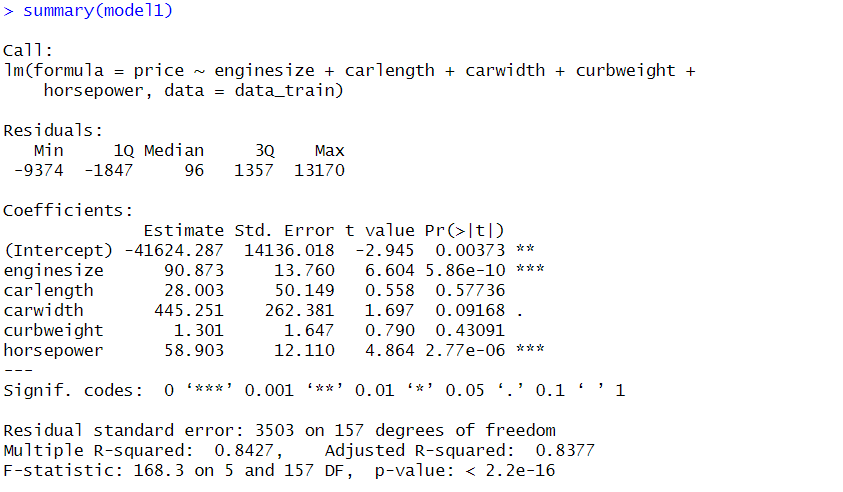 > summary(model1)
Call:
lm(formula = price ~ enginesize + carlength + carwidth + curbweight +
    horsepower, data = data_train)
Residuals:
   Min     1Q Median     3Q    Max
 -9374  -1847     96   1357  13170
Coefficients:
              Estimate Std. Error t value Pr(>|t|)
(Intercept) -41624.287  14136.018  -2.945  0.00373 **
enginesize      90.873     13.760   6.604 5.86e-10 ***
carlength       28.003     50.149   0.558  0.57736
carwidth       445.251    262.381   1.697  0.09168 .
curbweight       1.301      1.647   0.790  0.43091
horsepower      58.903     12.110   4.864 2.77e-06 ***
---
Signif. codes:  0 ‘***’ 0.001 ‘**’ 0.01 ‘*’ 0.05 ‘.’ 0.1 ‘ ’ 1
Residual standard error: 3503 on 157 degrees of freedom
Multiple R-squared:  0.8427,    Adjusted R-squared:  0.8377
F-statistic: 168.3 on 5 and 157 DF,  p-value: < 2.2e-16